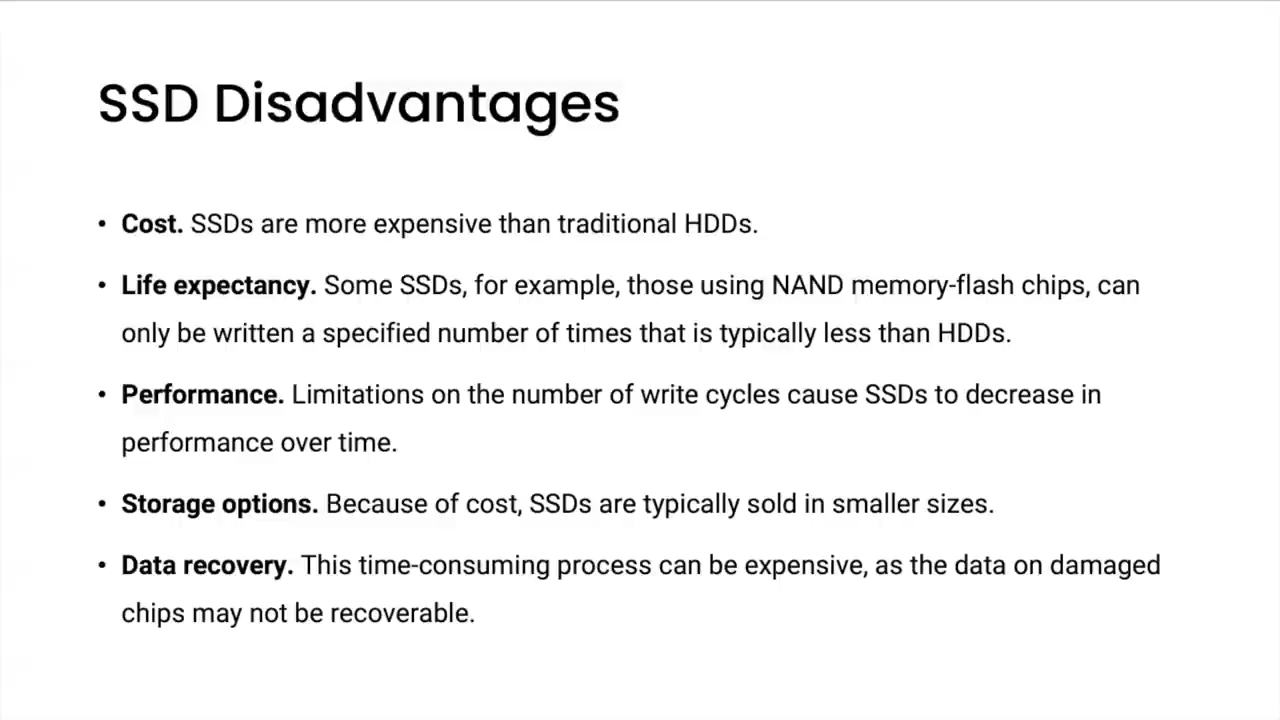 SSD Disadvantages
• Cost. SSDs are more expensive than traditional HDDs.
• Life expectancy. Some SSDs, for example, those using NAND memory-flash chips, can
only be written a specified number of times that is typically less than HDDs.
• Performance. Limitations on the number of write cycles cause SSDs to decrease in
performance over time.
• Storage options. Because of cost, SSDs are typically sold in smaller sizes.
• Data recovery. This time-consuming process can be expensive, as the data on damaged
chips may not be recoverable.